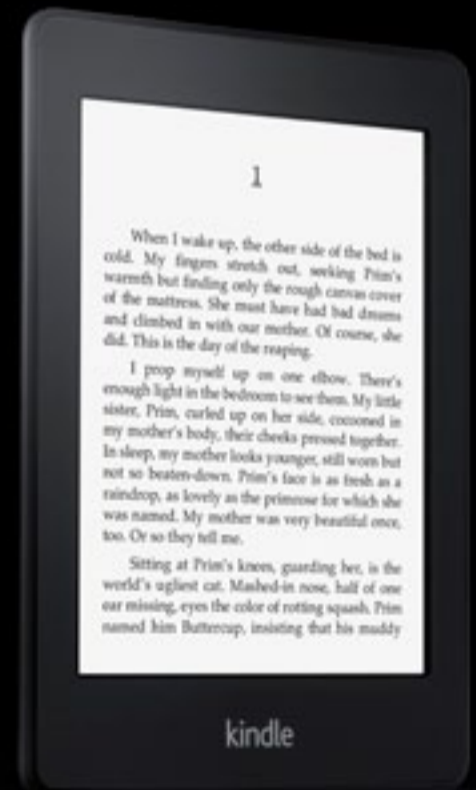 1
When I wake up, the other side of the bed is
cold. My fingers stretch out, seeking Prim's
warmth but finding only the rough canvas cover
of the mattress. She must have had bad dreams
and climbed in with our mother. Of course, she
did. This is the day of the reaping.
I prop myself up on one elbow. There's
enough light in the bedroom to see them. My little
sister, Prim, curled up on her side, cocooned in
my mother's body, their cheeks pressed together.
In sleep, my mother looks younger, still worn but
not so beaten-down. Prim's face is as fresh as a
raindrop, as lovely as the primrose for which she
was named. My mother was very beautiful once,
too. Or so they tell me.
Sitting at Prim's knees, guarding her, is the
world's ugliest cat. Mashed-in nose, half of one
ear missing, eyes the color of rotting squash. Prim
named him Buttercup, insisting that his muddy
kindle